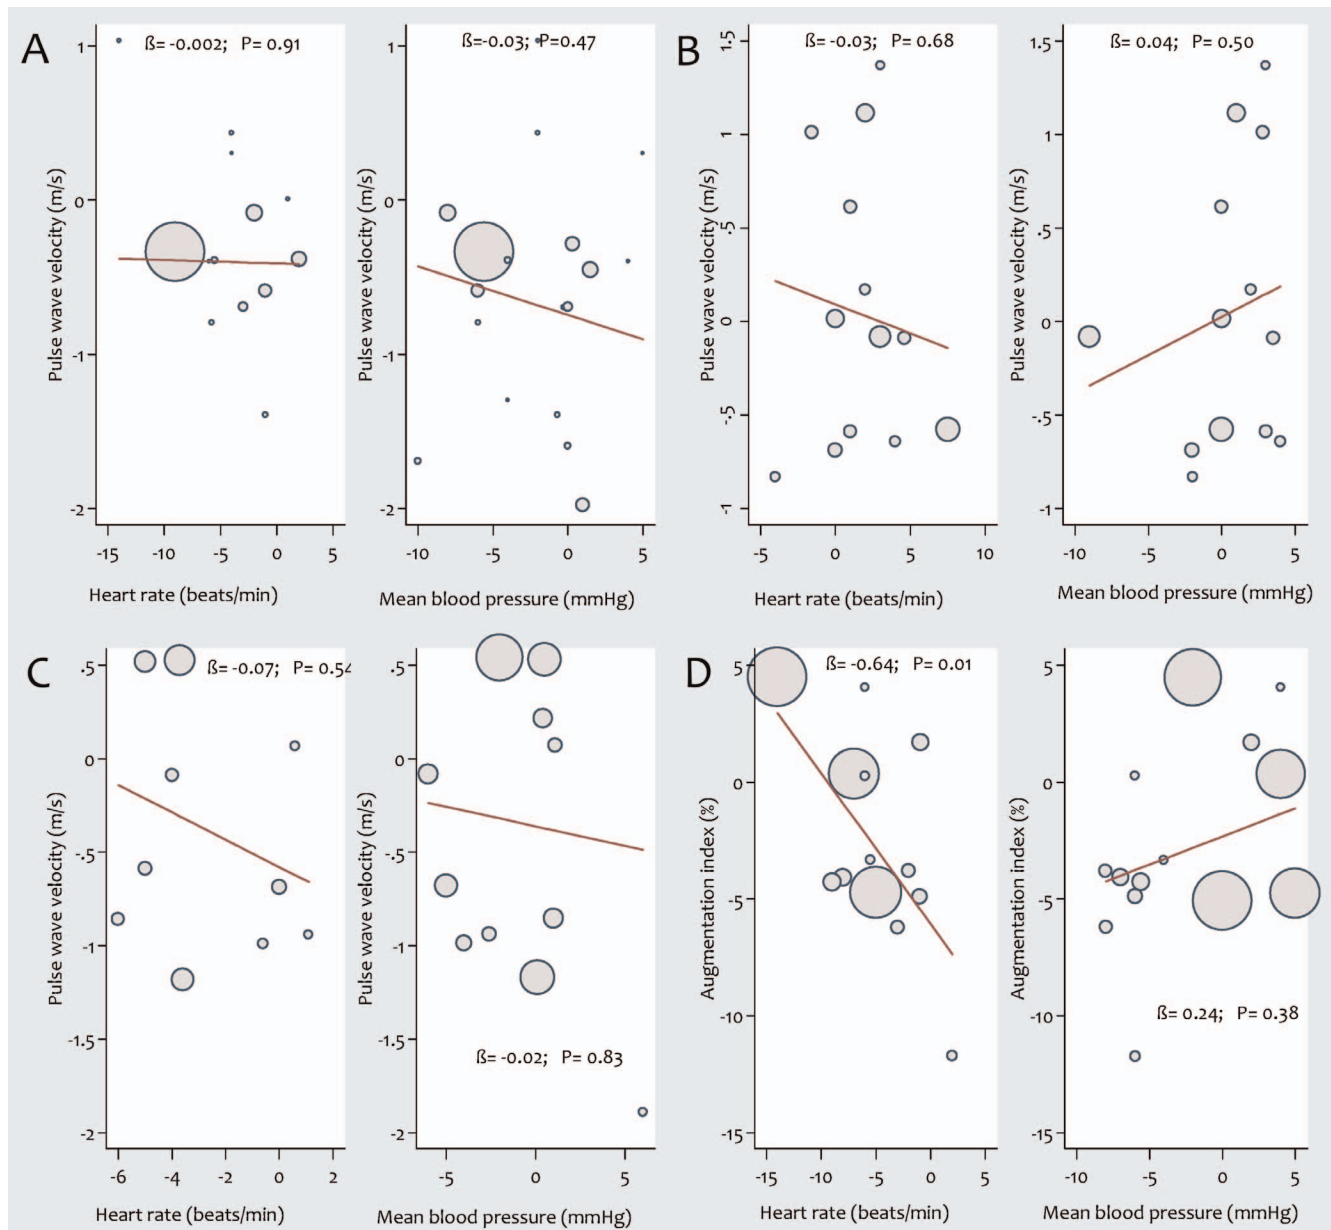 A
ß= -0.002; P= 0.91
Pulse wave velocity (m/s)
1
0
-1
-2
-15 -10 -5 0 5
Heart rate (beats/min)
ß=-0.03; P=0.47
Pulse wave velocity (m/s)
1
0
-1
-2
-10 -5 0 5
Mean blood pressure (mmHg)
B
ß= -0.03; P= 0.68
Pulse wave velocity (m/s)
1.5
1
.5
0
-.5
-1
-5 0 5 10
Heart rate (beats/min)
ß= 0.04; P= 0.50
Pulse wave velocity (m/s)
1.5
1
.5
0
-.5
-1
-10 -5 0 5
Mean blood pressure (mmHg)
C
ß= -0.07; P= 0.54
Pulse wave velocity (m/s)
.5
0
-.5
-1
-1.5
-2
-6 -4 -2 0 2
Heart rate (beats/min)
Pulse wave velocity (m/s)
.5
0
-.5
-1
-1.5
-2
ß= -0.02; P= 0.83
-5 0 5
Mean blood pressure (mmHg)
D
ß= -0.64; P= 0.01
Augmentation index (%)
5
0
-5
-10
-15
-15 -10 -5 0 5
Heart rate (beats/min)
Augmentation index (%)
5
0
-5
-10
-15
ß= 0.24; P= 0.38
-10 -5 0 5
Mean blood pressure (mmHg)